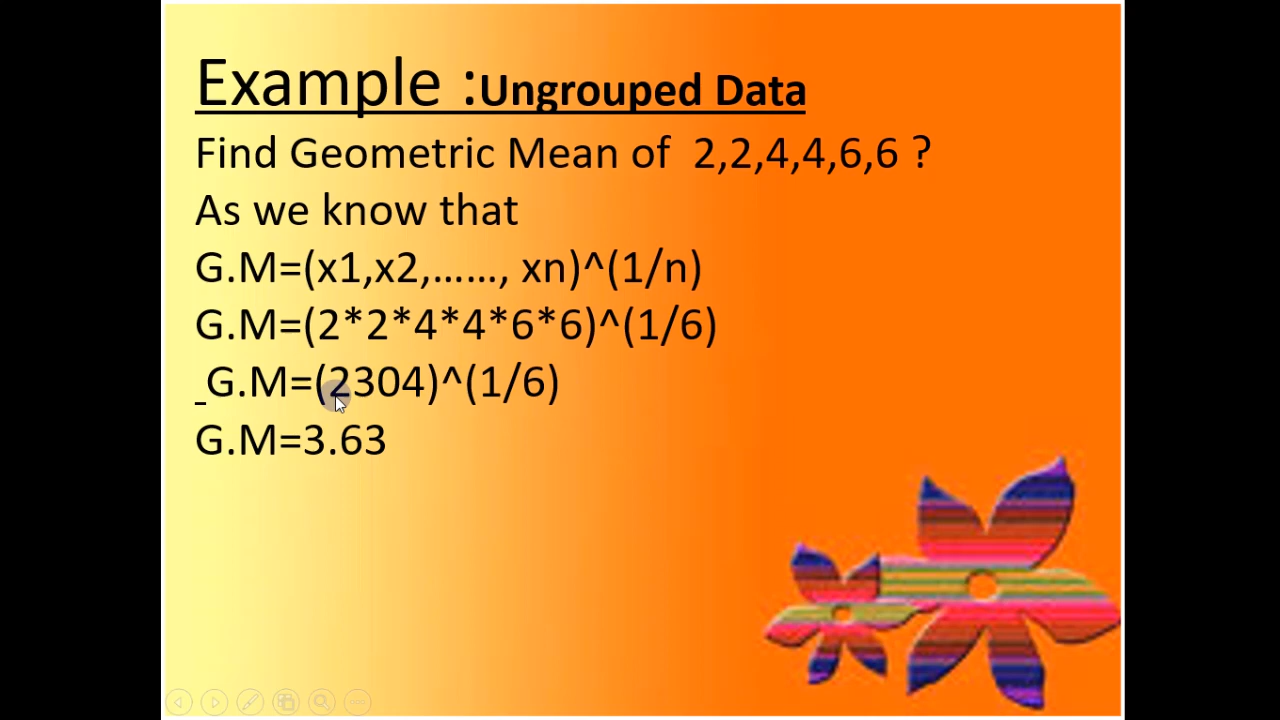 Example :Ungrouped Data
Find Geometric Mean of 2,2,4,4,6,6 ?
As we know that
G.M=(x1,x2,......, xn)^(1/n)
G.M=(2*2*4*4*6*6)^(1/6)
G.M=(2304)^(1/6)
G.M=3.63